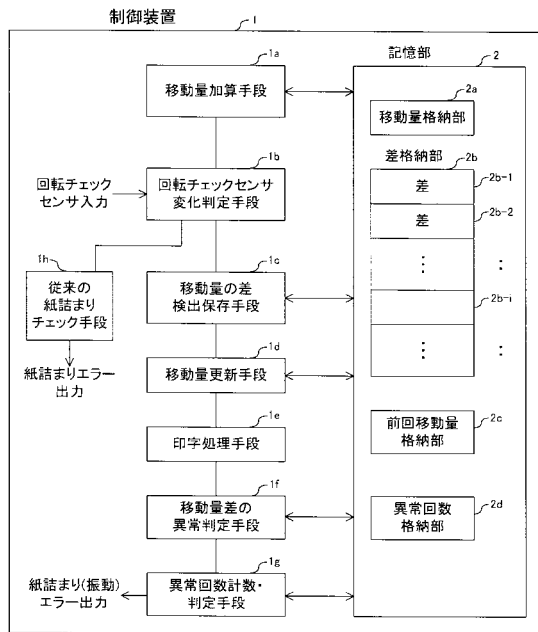 制御装置
1
1a
移動量加算手段
1b
回転チェック
センサ入力
回転チェックセンサ
変化判定手段
1h
従来の
紙詰まり
チェック手段
紙詰まりエラー
出力
1c
移動量の差
検出保存手段
1d
移動量更新手段
1e
印字処理手段
1f
移動量差の
異常判定手段
1g
異常回数計数・
判定手段
紙詰まり(振動)
エラー出力
記憶部
2
2a
移動量格納部
差格納部
2b
差
2b-1
差
2b-2
⋮
:
2b-i
⋮
:
前回移動量
格納部
2c
異常回数
格納部
2d